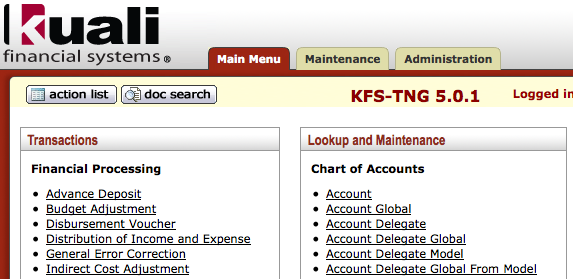 kuali
financial systems ®
Main Menu
Maintenance
Administration
action list
doc search
KFS-TNG 5.0.1
Logged in
Transactions
Financial Processing
Advance Deposit
Budget Adjustment
Disbursement Voucher
Distribution of Income and Expense
General Error Correction
Indirect Cost Adjustment
Lookup and Maintenance
Chart of Accounts
Account
Account Global
Account Delegate
Account Delegate Global
Account Delegate Model
Account Delegate Global From Model